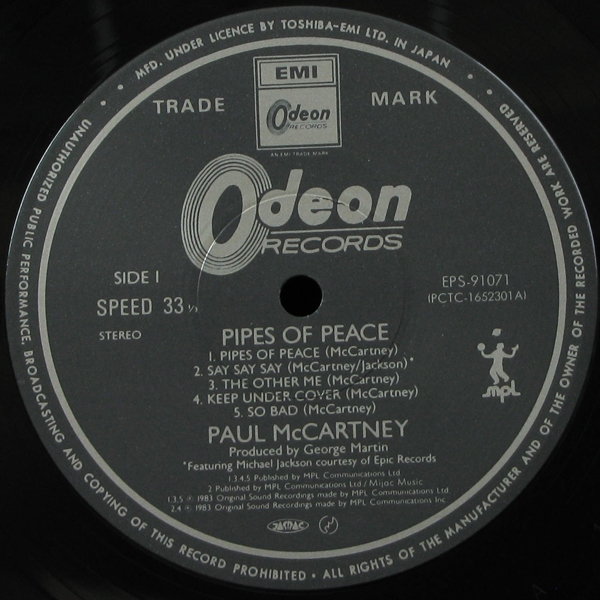 MFD. UNDER LICENCE BY TOSHIBA-EMI LTD. IN JAPAN
EMI
Odeon
RECORDS
AN EMI TRADE MARK
TRADE MARK
Odeon
RECORDS
SIDE 1
SPEED 33 ⅓
STEREO
EPS-91071
(PCTC-1652301A)
PIPES OF PEACE
1. PIPES OF PEACE (McCartney)
2. SAY SAY SAY (McCartney/Jackson)*
3. THE OTHER ME (McCartney)
4. KEEP UNDER COVER (McCartney)
5. SO BAD (McCartney)
mpl
PAUL McCARTNEY
Produced by George Martin
*Featuring Michael Jackson courtesy of Epic Records
1.3.4.5 Published by MPL Communications Ltd
2 Published by MPL Communications Ltd / Mijac Music
1.3.5 ℗ 1983 Original Sound Recordings made by MPL Communications Ltd
2.4 ℗ 1983 Original Sound Recordings made by MPL Communications Inc
JASRAC
UNAUTHORIZED PUBLIC PERFORMANCE, BROADCASTING AND COPYING OF THIS RECORD PROHIBITED • ALL RIGHTS OF THE MANUFACTURER AND OF THE OWNER OF THE RECORDED WORK ARE RESERVED